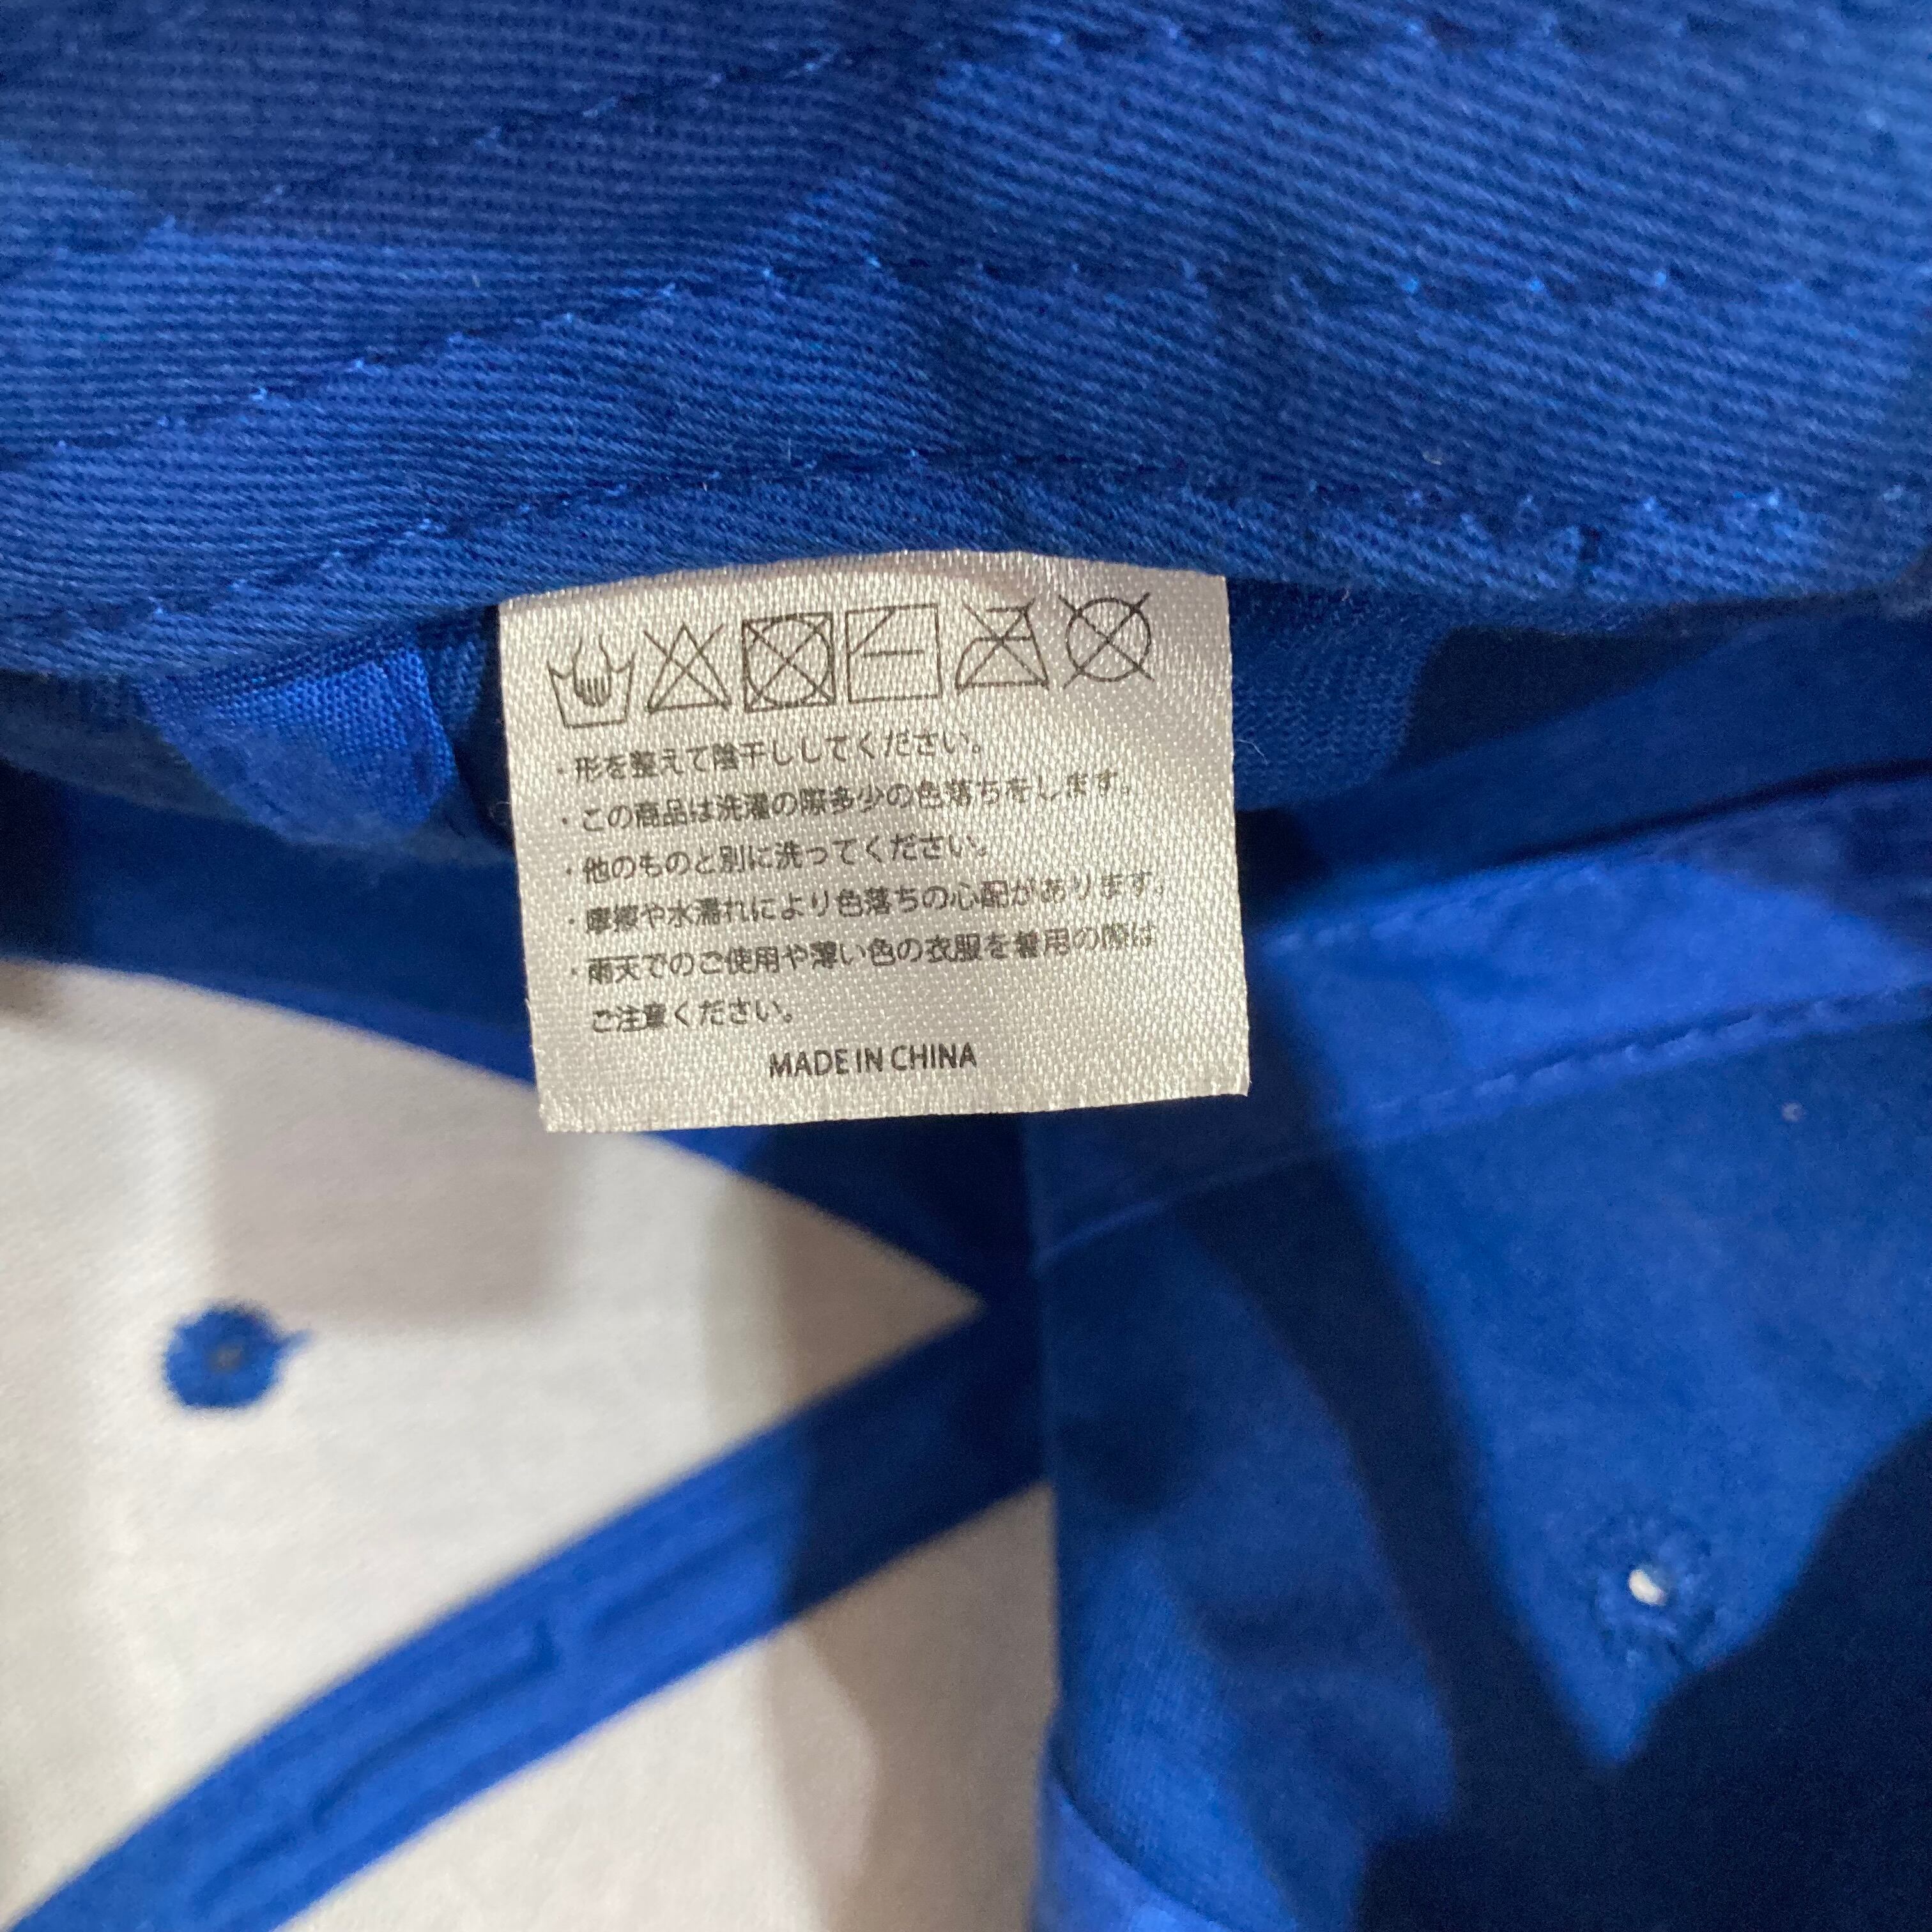 ・形を整えて陰干ししてください。
・この商品は洗濯の際多少の色落ちをします。
・他のものと別に洗ってください。
・摩擦や水濡れにより色落ちの心配があります。
・雨天でのご使用や薄い色の衣服を着用の際は
ご注意ください。
MADE IN CHINA